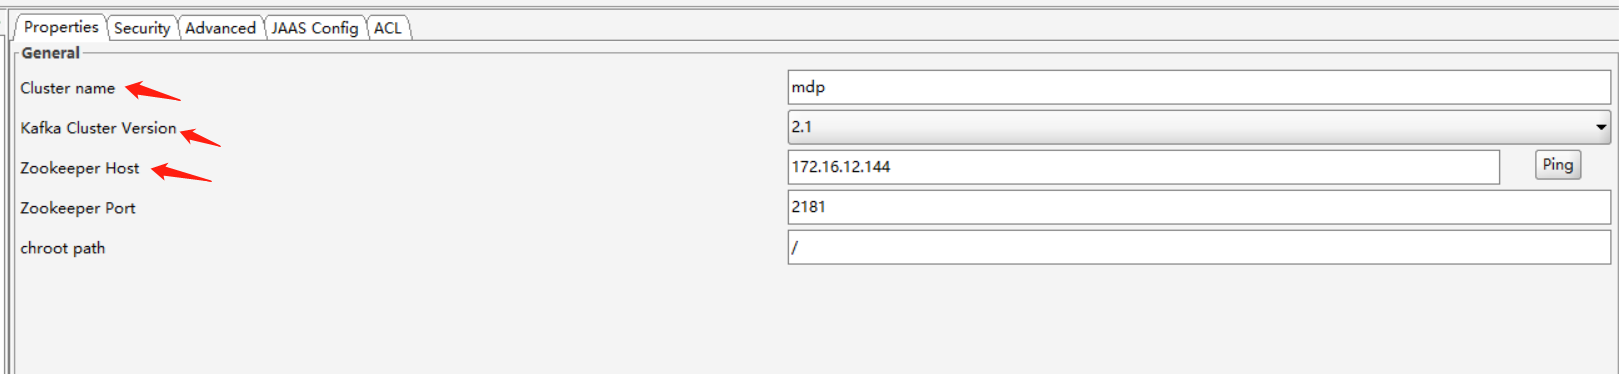 Properties Security Advanced JAAS Config ACL
General
Cluster name mdp
Kafka Cluster Version 2.1
Zookeeper Host 172.16.12.144 Ping
Zookeeper Port 2181
chroot path /